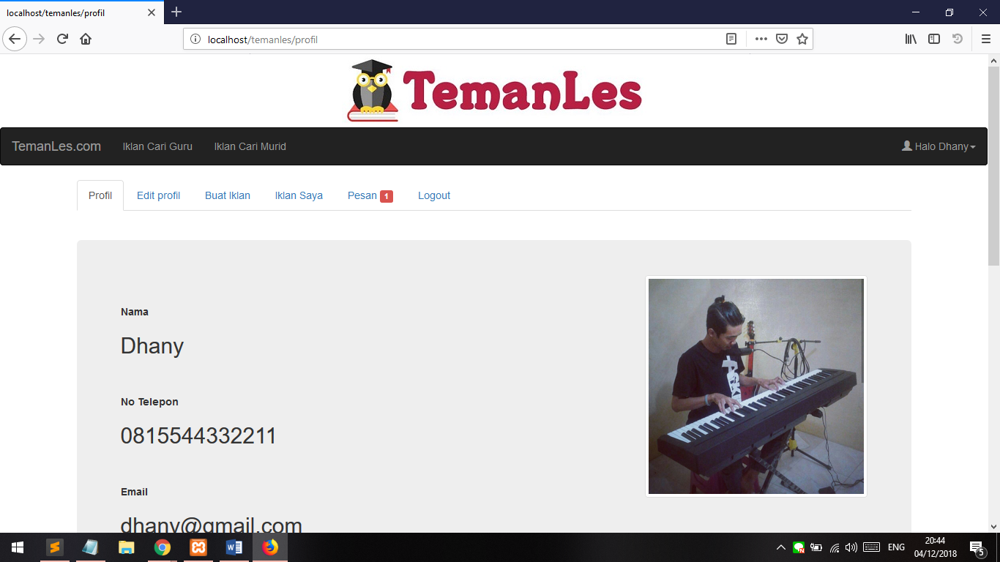 localhost/temanles/profil
localhost/temanles/profil
TemanLes
TemanLes.com Iklan Cari Guru Iklan Cari Murid Halo Dhany
Profil Edit profil Buat Iklan Iklan Saya Pesan 1 Logout
Nama
Dhany
No Telepon
0815544332211
Email
dhany@gmail.com
ENG 20:44
04/12/2018 5